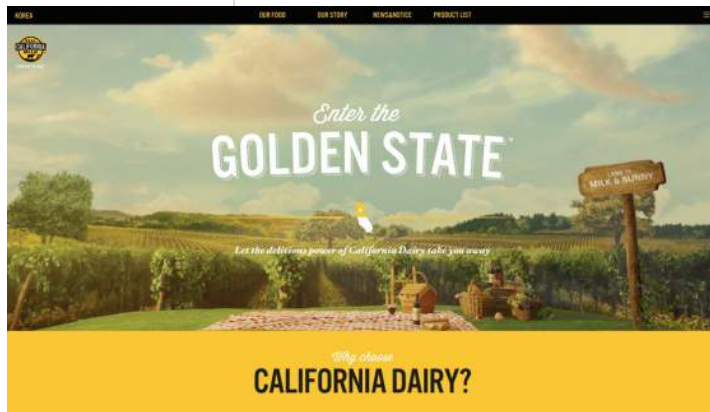 KOREA
OUR FOOD
OUR STORY
NEWS&NOTICE
PRODUCT LIST
CALIFORNIA
Enter the
GOLDEN STATE
Let the delicious power of California Dairy take you away
MILK &
Why choose
CALIFORNIA DAIRY?